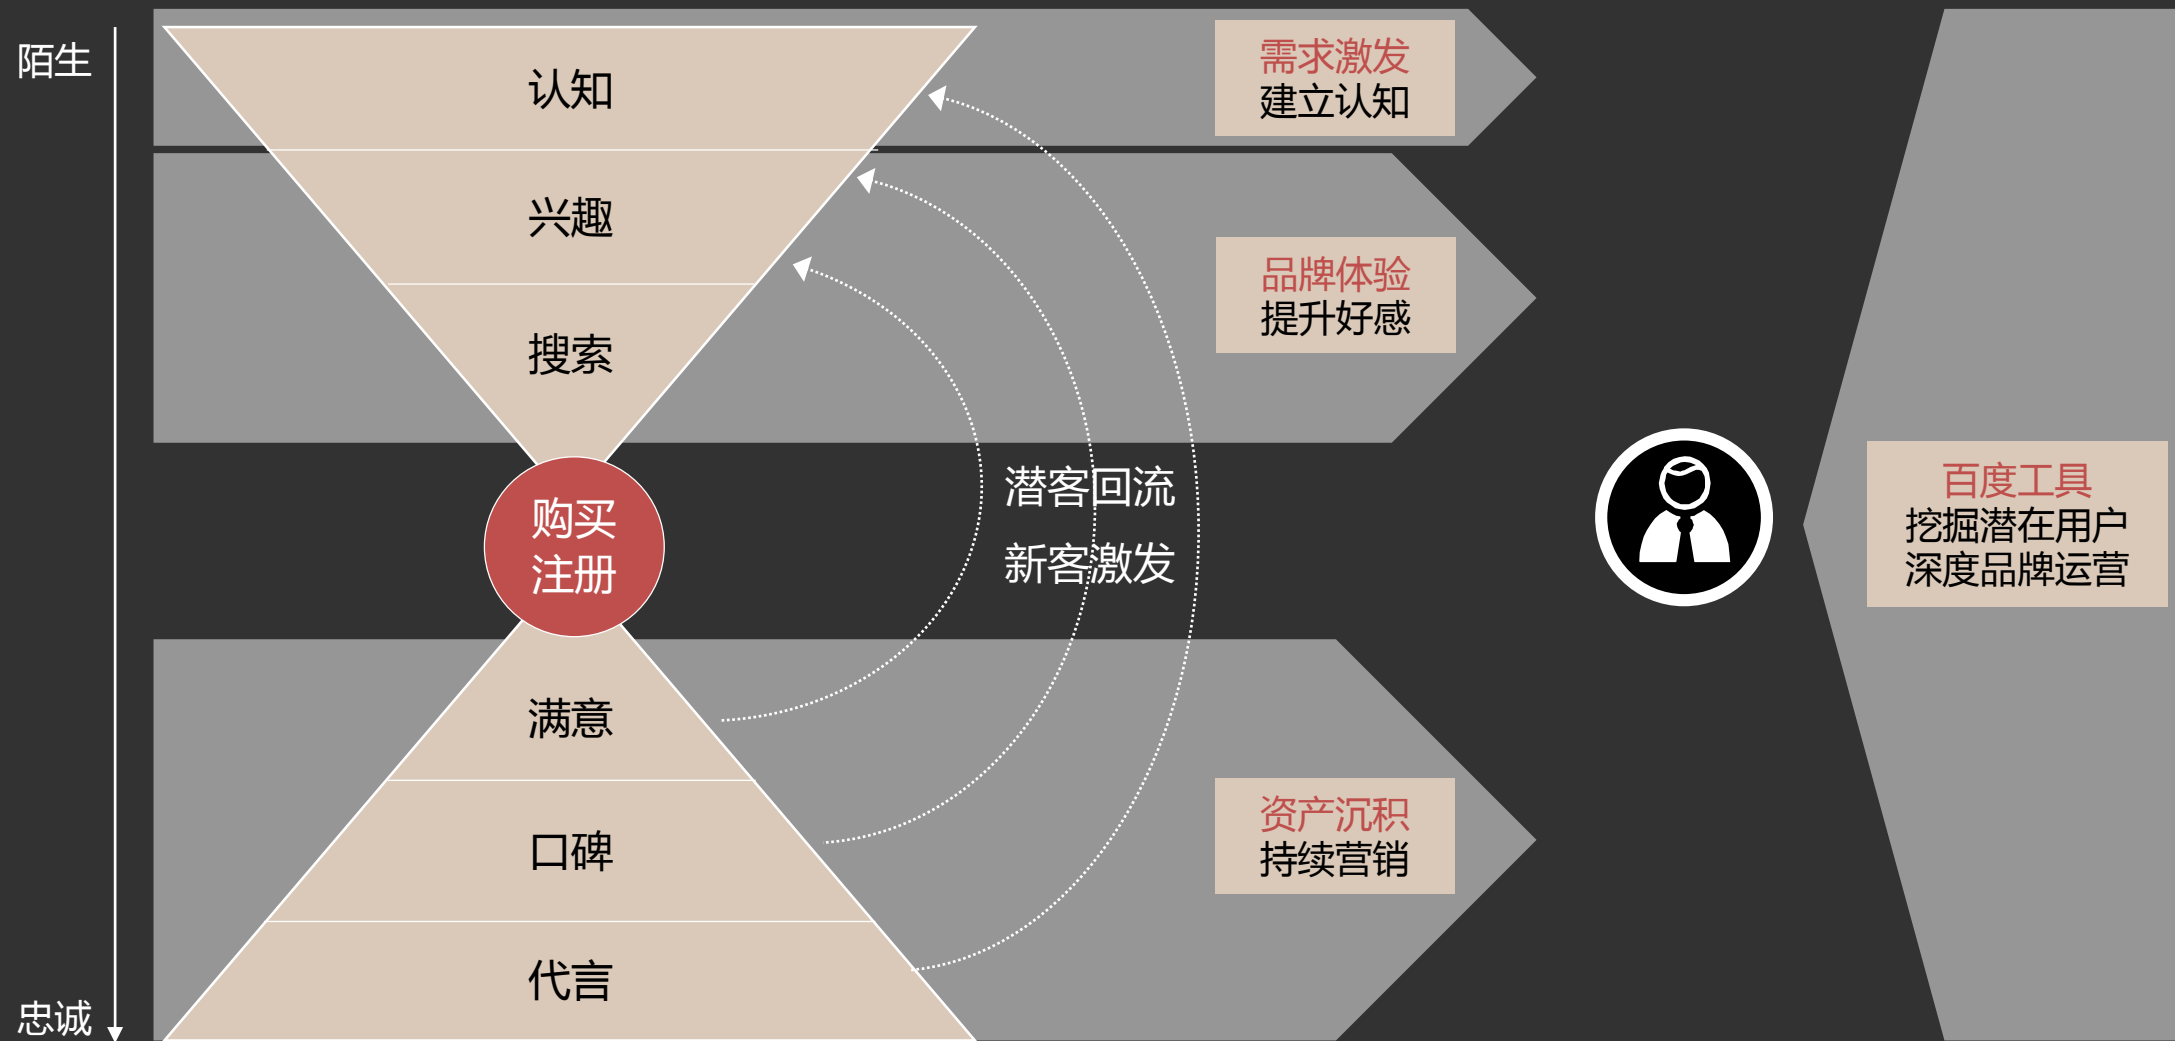 陌生
认知
需求激发
建立认知
兴趣
品牌体验
提升好感
搜索
购买
注册
潜客回流
新客激发
百度工具
挖掘潜在用户
深度品牌运营
满意
口碑
资产沉积
持续营销
代言
忠诚